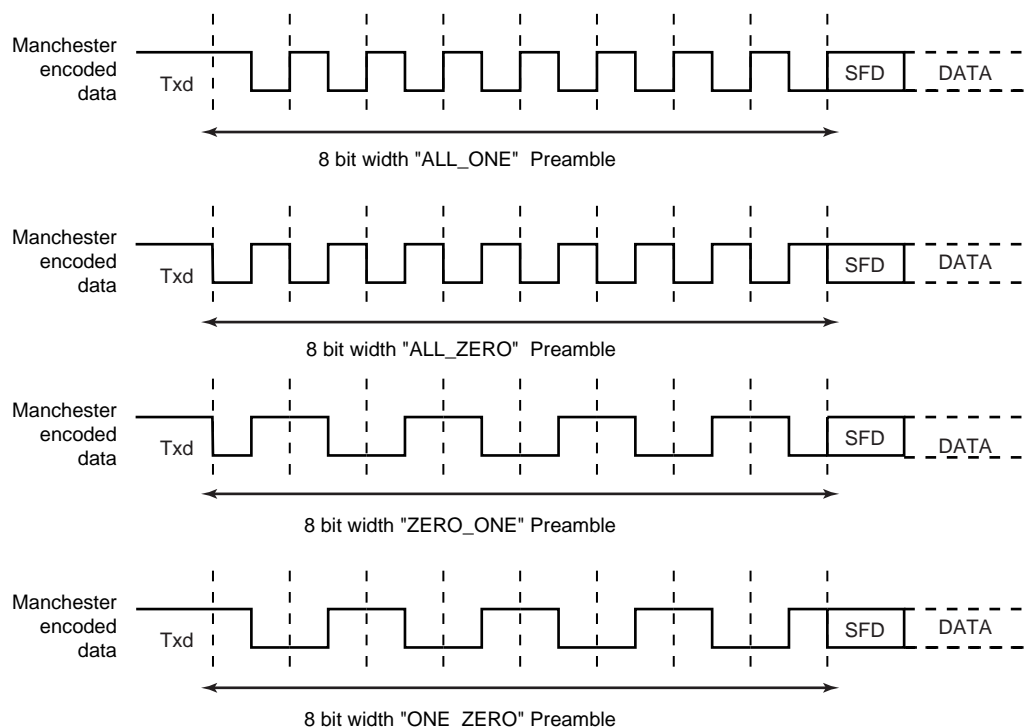 Manchester
encoded
data
Txd
SFD
DATA
8 bit width "ALL_ONE" Preamble
Manchester
encoded
data
Txd
SFD
DATA
8 bit width "ALL_ZERO" Preamble
Manchester
encoded
data
Txd
SFD
DATA
8 bit width "ZERO_ONE" Preamble
Manchester
encoded
data
Txd
SFD
DATA
8 bit width "ONE_ZERO" Preamble